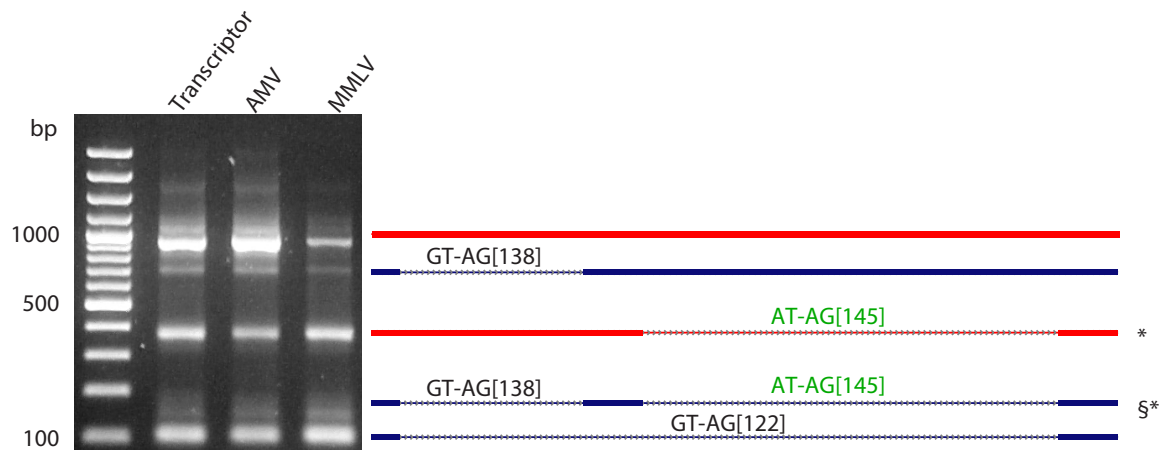 Transcriptor
AMV
MMLV
bp
1000
GT-AG[138]
500
AT-AG[145]
*
GT-AG[138]
AT-AG[145]
§*
GT-AG[122]
100